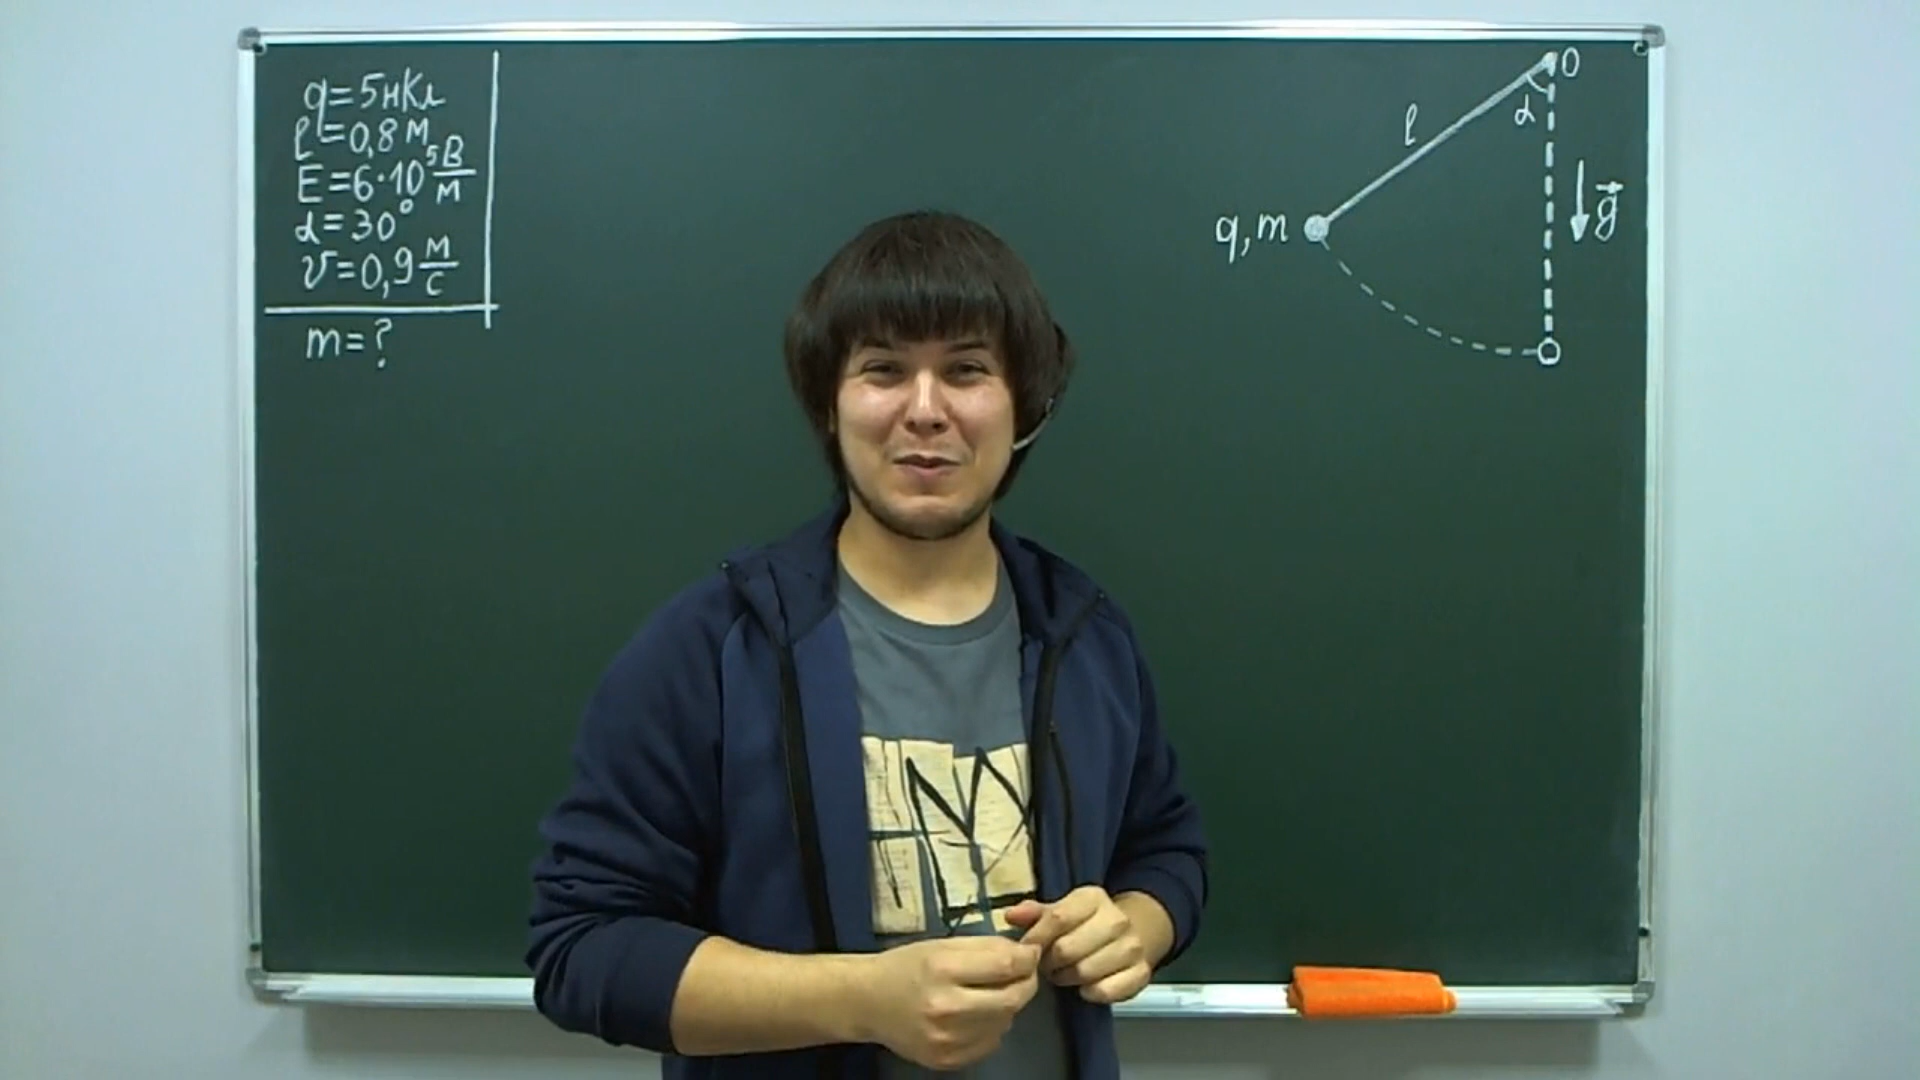 q=5нКл
l=0,8 м
E=6·10⁵ В/м
α=30°
v=0,9 м/с
m=?
O
α
l
g⃗
q, m